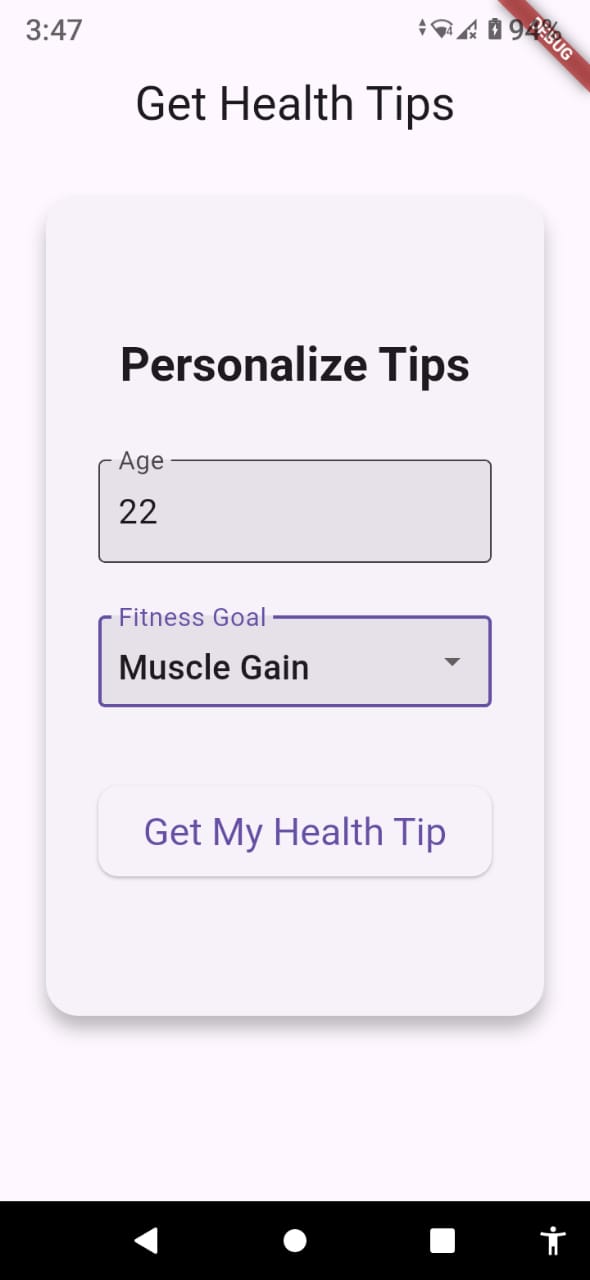 3:47
94%
DEBUG
Get Health Tips
Personalize Tips
Age
22
Fitness Goal
Muscle Gain
Get My Health Tip